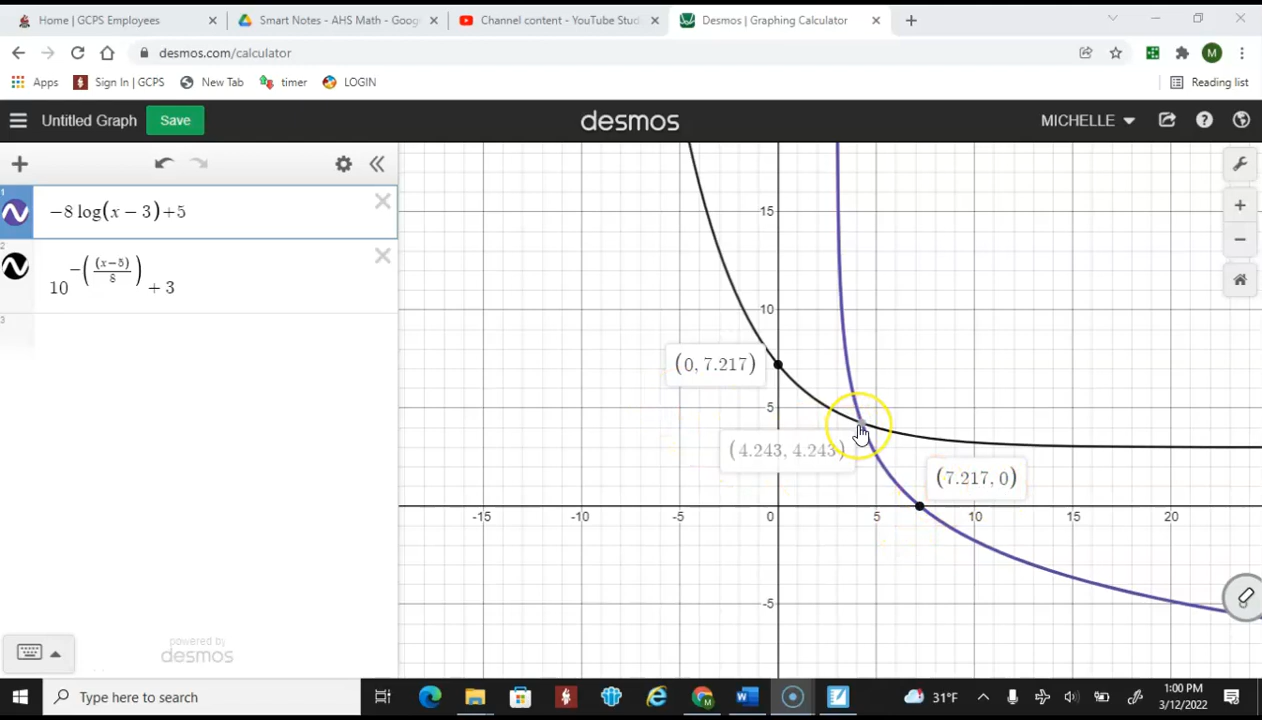 Home | GCPS Employees
Smart Notes - AHS Math - Goog
Channel content - YouTube Stud
Desmos | Graphing Calculator
desmos.com/calculator
M
Apps
Sign In | GCPS
New Tab
timer
LOGIN
Reading list
Untitled Graph
Save
desmos
MICHELLE
1
−8 log(x − 3)+5
2
10^−((x−5)/8) + 3
3
powered by
desmos
15
10
5
-5
-15
-10
-5
0
5
10
15
20
(0, 7.217)
(4.243, 4.243)
(7.217, 0)
Type here to search
31°F
1:00 PM
3/12/2022